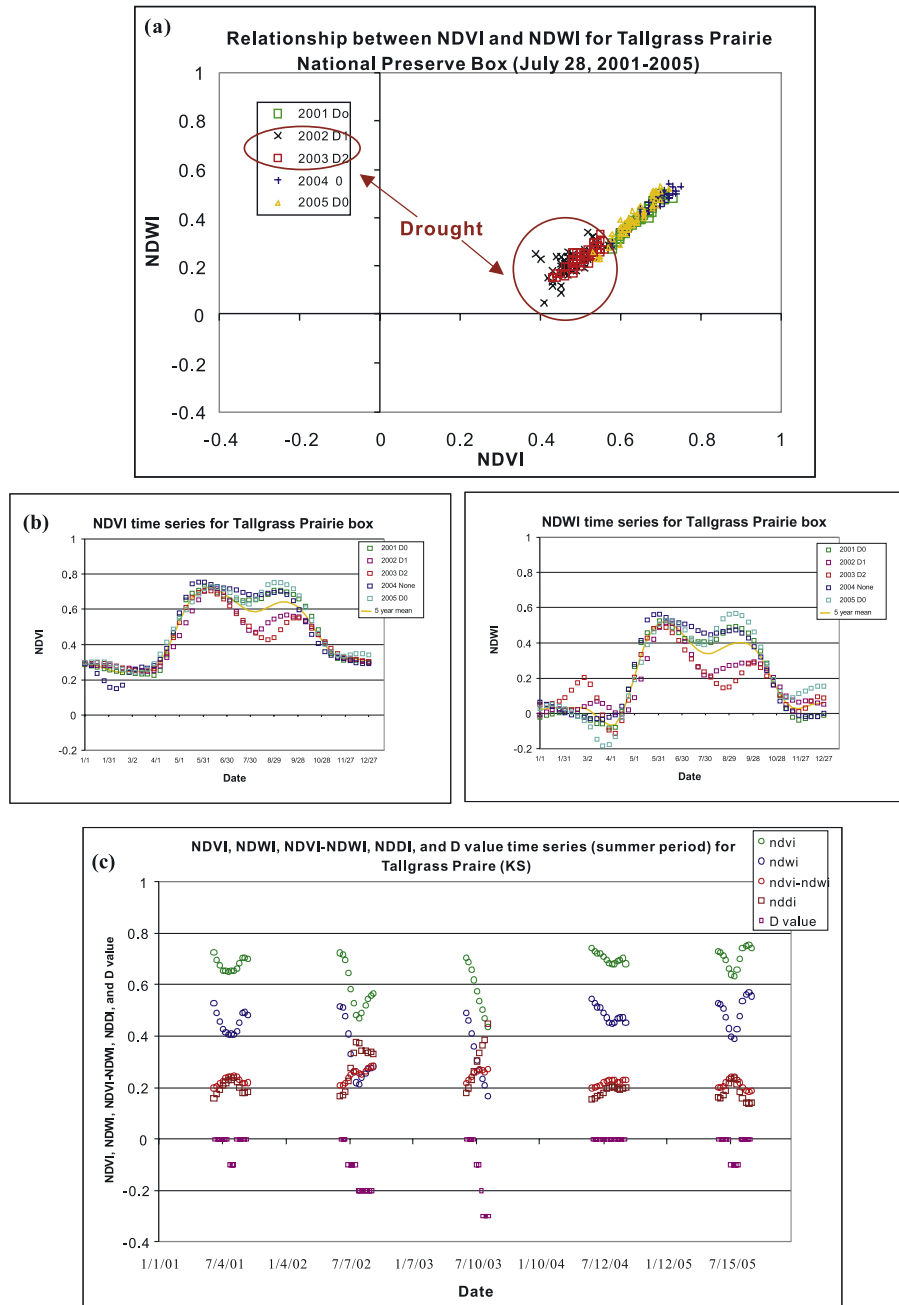 (a)
Relationship between NDVI and NDWI for Tallgrass Prairie
National Preserve Box (July 28, 2001-2005)
1
0.8
0.6
0.4
0.2
0
-0.2
-0.4
-0.4 -0.2 0 0.2 0.4 0.6 0.8 1
NDWI
NDVI
2001 Do
2002 D1
2003 D2
2004 0
2005 D0
Drought
(b)
NDVI time series for Tallgrass Prairie box
1
0.8
0.6
0.4
0.2
0
-0.2
NDVI
1/1 1/31 3/2 4/1 5/1 5/31 6/30 7/30 8/29 9/28 10/28 11/27 12/27
Date
2001 D0
2002 D1
2003 D2
2004 None
2005 D0
5 year mean
NDWI time series for Tallgrass Prairie box
1
0.8
0.6
0.4
0.2
0
-0.2
NDWI
1/1 1/31 3/2 4/1 5/1 5/31 6/30 7/30 8/29 9/28 10/28 11/27 12/27
Date
2001 D0
2002 D1
2003 D2
2004 None
2005 D0
5 year mean
(c)
NDVI, NDWI, NDVI-NDWI, NDDI, and D value time series (summer period) for
Tallgrass Praire (KS)
ndvi
ndwi
ndvi-ndwi
nddi
D value
NDVI, NDWI, NDVI-NDWI, NDDI, and D value
1
0.8
0.6
0.4
0.2
0
-0.2
-0.4
1/1/01 7/4/01 1/4/02 7/7/02 1/7/03 7/10/03 1/10/04 7/12/04 1/12/05 7/15/05
Date